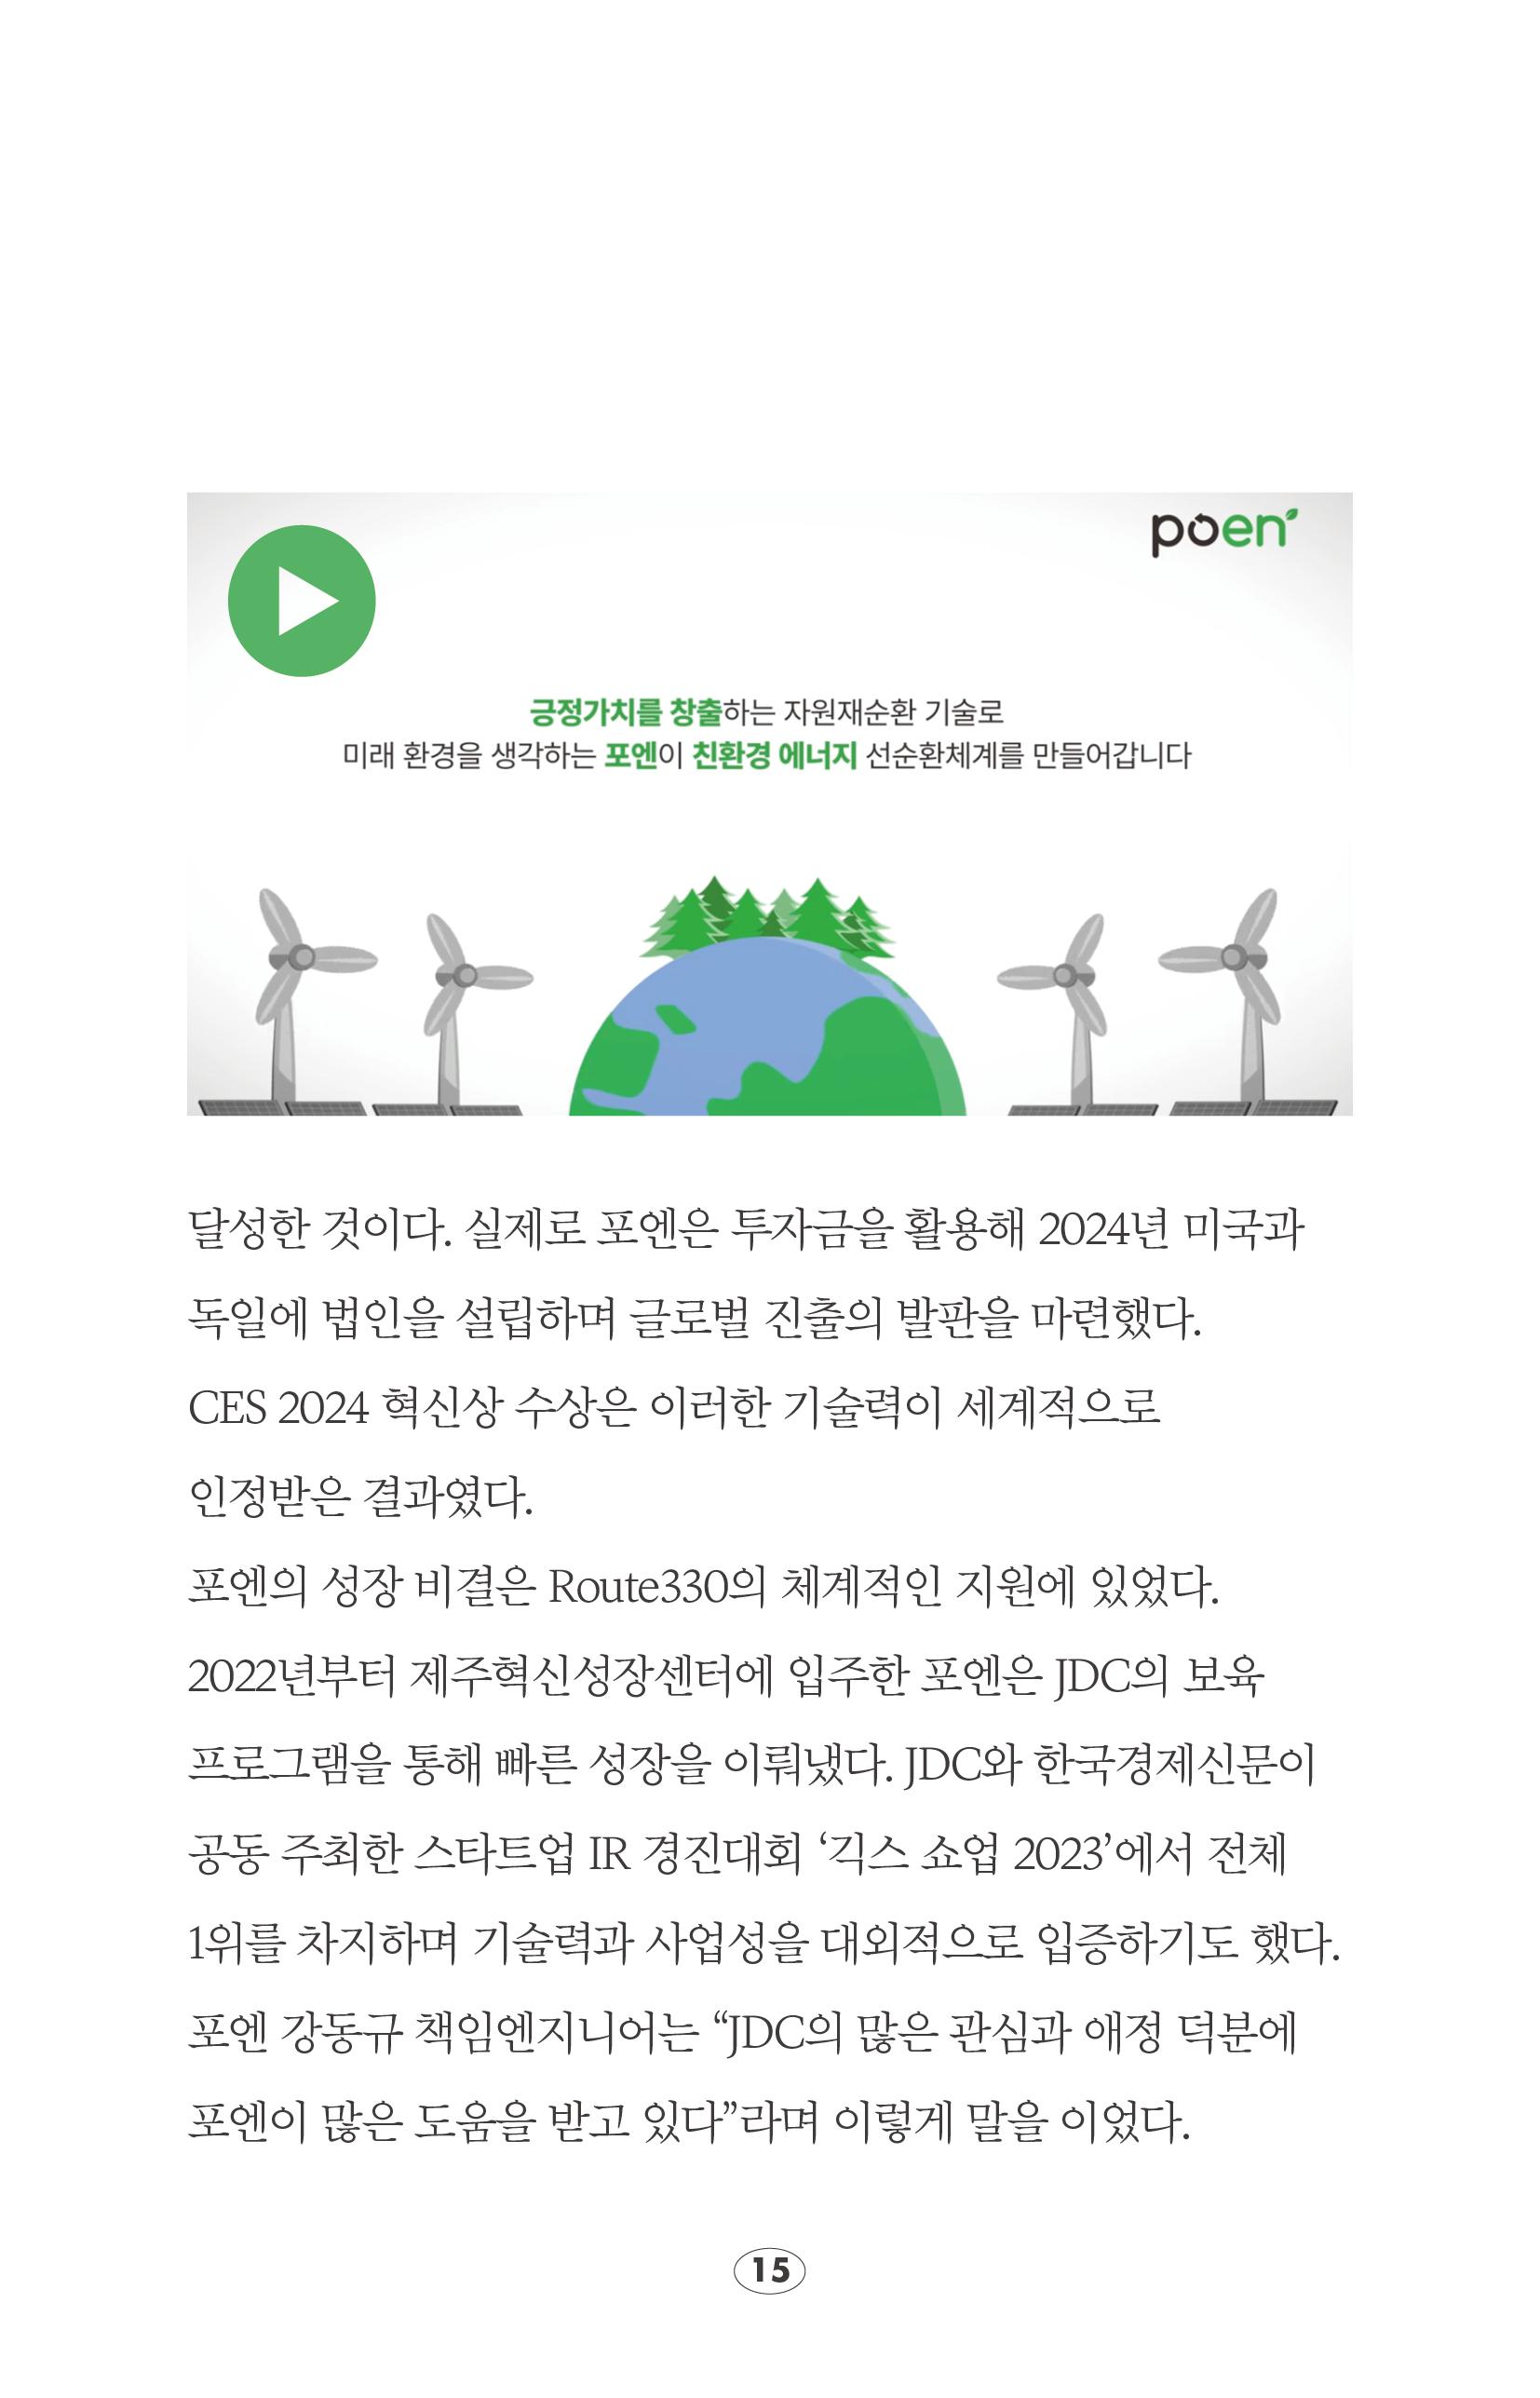 poen
긍정가치를 창출하는 자원재순환 기술로
미래 환경을 생각하는 포엔이 친환경 에너지 선순환체계를 만들어갑니다
달성한 것이다. 실제로 포엔은 투자금을 활용해 2024년 미국과
독일에 법인을 설립하며 글로벌 진출의 발판을 마련했다.
CES 2024 혁신상 수상은 이러한 기술력이 세계적으로
인정받은 결과였다.
포엔의 성장 비결은 Route330의 체계적인 지원에 있었다.
2022년부터 제주혁신성장센터에 입주한 포엔은 JDC의 보육
프로그램을 통해 빠른 성장을 이뤄냈다. JDC와 한국경제신문이
공동 주최한 스타트업 IR 경진대회 ‘긱스 쇼업 2023’에서 전체
1위를 차지하며 기술력과 사업성을 대외적으로 입증하기도 했다.
포엔 강동규 책임엔지니어는 “JDC의 많은 관심과 애정 덕분에
포엔이 많은 도움을 받고 있다”라며 이렇게 말을 이었다.
15